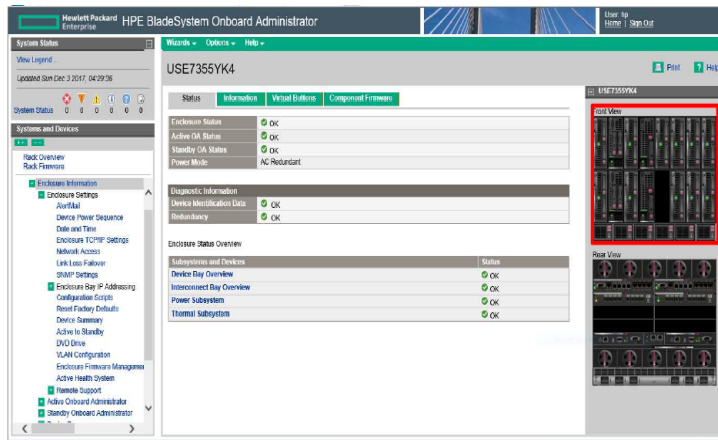 Hewlett Packard
Enterprise
HPE BladeSystem Onboard Administrator
User: hp
Home | Sign Out
System Status
Wizards Options Help
View Legend ...
Updated Sun Dec 3 2017, 04:29:36
System Status 0 0 0 0 0 0
Systems and Devices
Rack Overview
Rack Firmware
Enclosure Information
Enclosure Settings
AlertMail
Device Power Sequence
Date and Time
Enclosure TCP/IP Settings
Network Access
Link Loss Failover
SNMP Settings
Enclosure Bay IP Addressing
Configuration Scripts
Reset Factory Defaults
Device Summary
Active to Standby
DVD Drive
VLAN Configuration
Enclosure Firmware Managemen
Active Health System
Remote Support
Active Onboard Administrator
Standby Onboard Administrator
USE7355YK4
Print Help
Status Information Virtual Buttons Component Firmware
Enclosure Status OK
Active OA Status OK
Standby OA Status OK
Power Mode AC Redundant
Diagnostic Information
Device Identification Data OK
Redundancy OK
Enclosure Status Overview
Subsystems and Devices Status
Device Bay Overview OK
Interconnect Bay Overview OK
Power Subsystem OK
Thermal Subsystem OK
USE7355YK4
Front View
Rear View